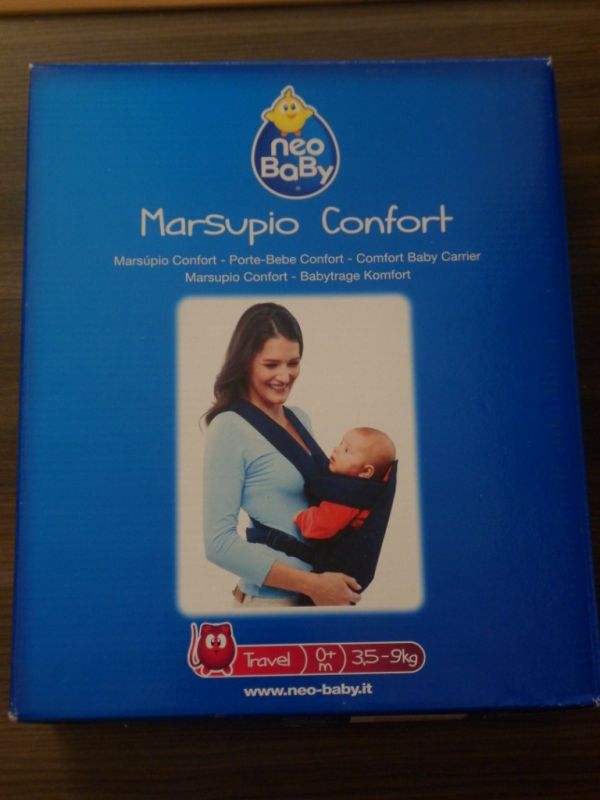 neo
BaBy
®
Marsupio Confort
Marsúpio Confort - Porte-Bebe Confort - Comfort Baby Carrier
Marsupio Confort - Babytrage Komfort
Travel 0+ m 3,5-9kg
www.neo-baby.it